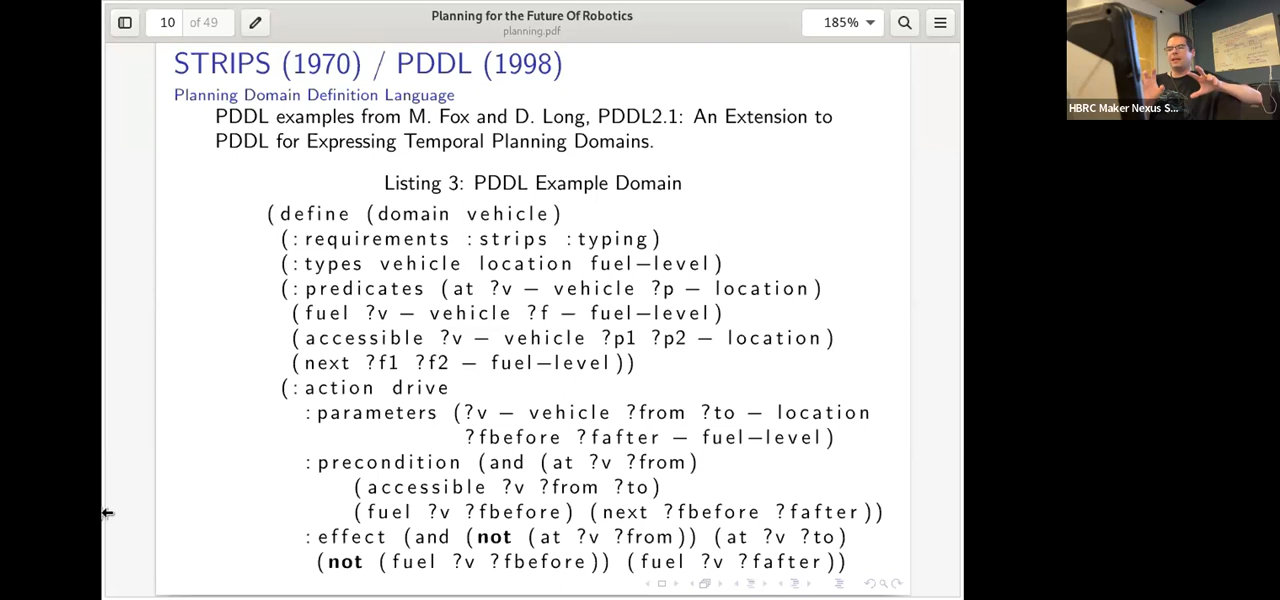 10 of 49
Planning for the Future Of Robotics
planning.pdf
185%
STRIPS (1970) / PDDL (1998)
Planning Domain Definition Language
PDDL examples from M. Fox and D. Long, PDDL2.1: An Extension to
PDDL for Expressing Temporal Planning Domains.
Listing 3: PDDL Example Domain
(define (domain vehicle)
(:requirements :strips :typing)
(:types vehicle location fuel−level)
(:predicates (at ?v − vehicle ?p − location)
(fuel ?v − vehicle ?f − fuel−level)
(accessible ?v − vehicle ?p1 ?p2 − location)
(next ?f1 ?f2 − fuel−level))
(:action drive
:parameters (?v − vehicle ?from ?to − location
?fbefore ?fafter − fuel−level)
:precondition (and (at ?v ?from)
(accessible ?v ?from ?to)
(fuel ?v ?fbefore) (next ?fbefore ?fafter))
:effect (and (not (at ?v ?from)) (at ?v ?to)
(not (fuel ?v ?fbefore)) (fuel ?v ?fafter))
HBRC Maker Nexus S...